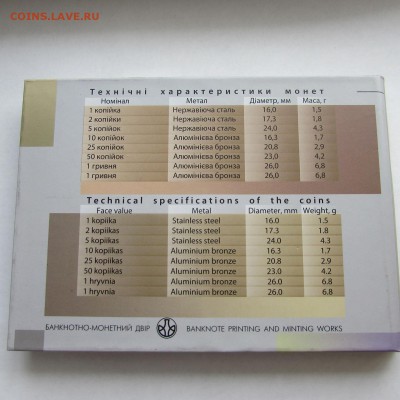 COINS.LAVE.RU
Технічні характеристики монет
Номінал Метал Діаметр, мм Маса, г
1 копійка Нержавіюча сталь 16,0 1,5
2 копійки Нержавіюча сталь 17,3 1,8
5 копійок Нержавіюча сталь 24,0 4,3
10 копійок Алюмінієва бронза 16,3 1,7
25 копійок Алюмінієва бронза 20,8 2,9
50 копійок Алюмінієва бронза 23,0 4,2
1 гривня Алюмінієва бронза 26,0 6,8
1 гривня Алюмінієва бронза 26,0 6,8
Technical specifications of the coins
Face value Metal Diameter, mm Weight, g
1 kopiika Stainless steel 16.0 1.5
2 kopiikas Stainless steel 17.3 1.8
5 kopiikas Stainless steel 24.0 4.3
10 kopiikas Aluminium bronze 16.3 1.7
25 kopiikas Aluminium bronze 20.8 2.9
50 kopiikas Aluminium bronze 23.0 4.2
1 hryvnia Aluminium bronze 26.0 6.8
1 hryvnia Aluminium bronze 26.0 6.8
БАНКНОТНО-МОНЕТНИЙ ДВІР BANKNOTE PRINTING AND MINTING WORKS